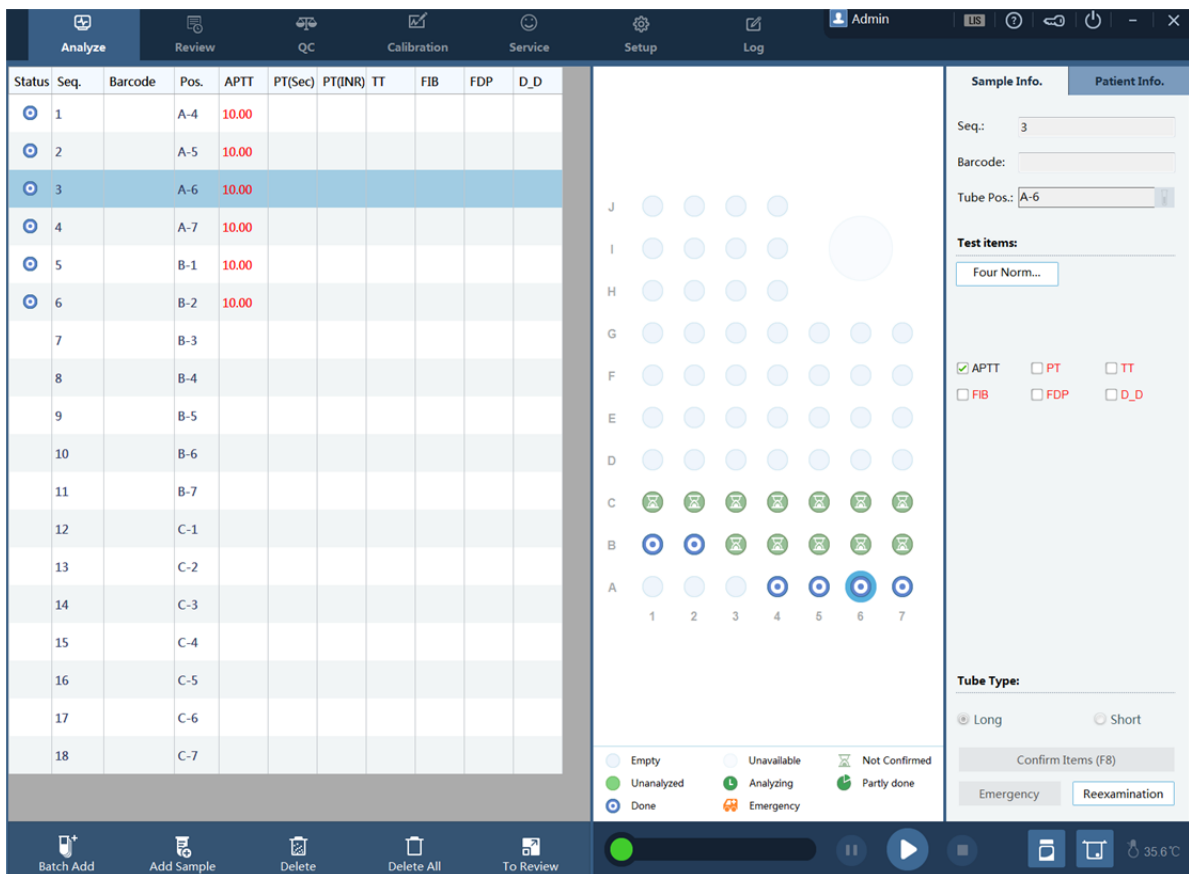 Analyze Review QC Calibration Service Setup Log Admin LIS
Status Seq. Barcode Pos. APTT PT(Sec) PT(INR) TT FIB FDP D_D
1 A-4 10.00
2 A-5 10.00
3 A-6 10.00
4 A-7 10.00
5 B-1 10.00
6 B-2 10.00
7 B-3
8 B-4
9 B-5
10 B-6
11 B-7
12 C-1
13 C-2
14 C-3
15 C-4
16 C-5
17 C-6
18 C-7
J
I
H
G
F
E
D
C
B
A
1 2 3 4 5 6 7
Empty Unavailable Not Confirmed
Unanalyzed Analyzing Partly done
Done Emergency
Sample Info. Patient Info.
Seq.: 3
Barcode:
Tube Pos.: A-6
Test items:
Four Norm...
APTT PT TT
FIB FDP D_D
Tube Type:
Long Short
Confirm Items (F8)
Emergency Reexamination
Batch Add Add Sample Delete Delete All To Review
35.6℃